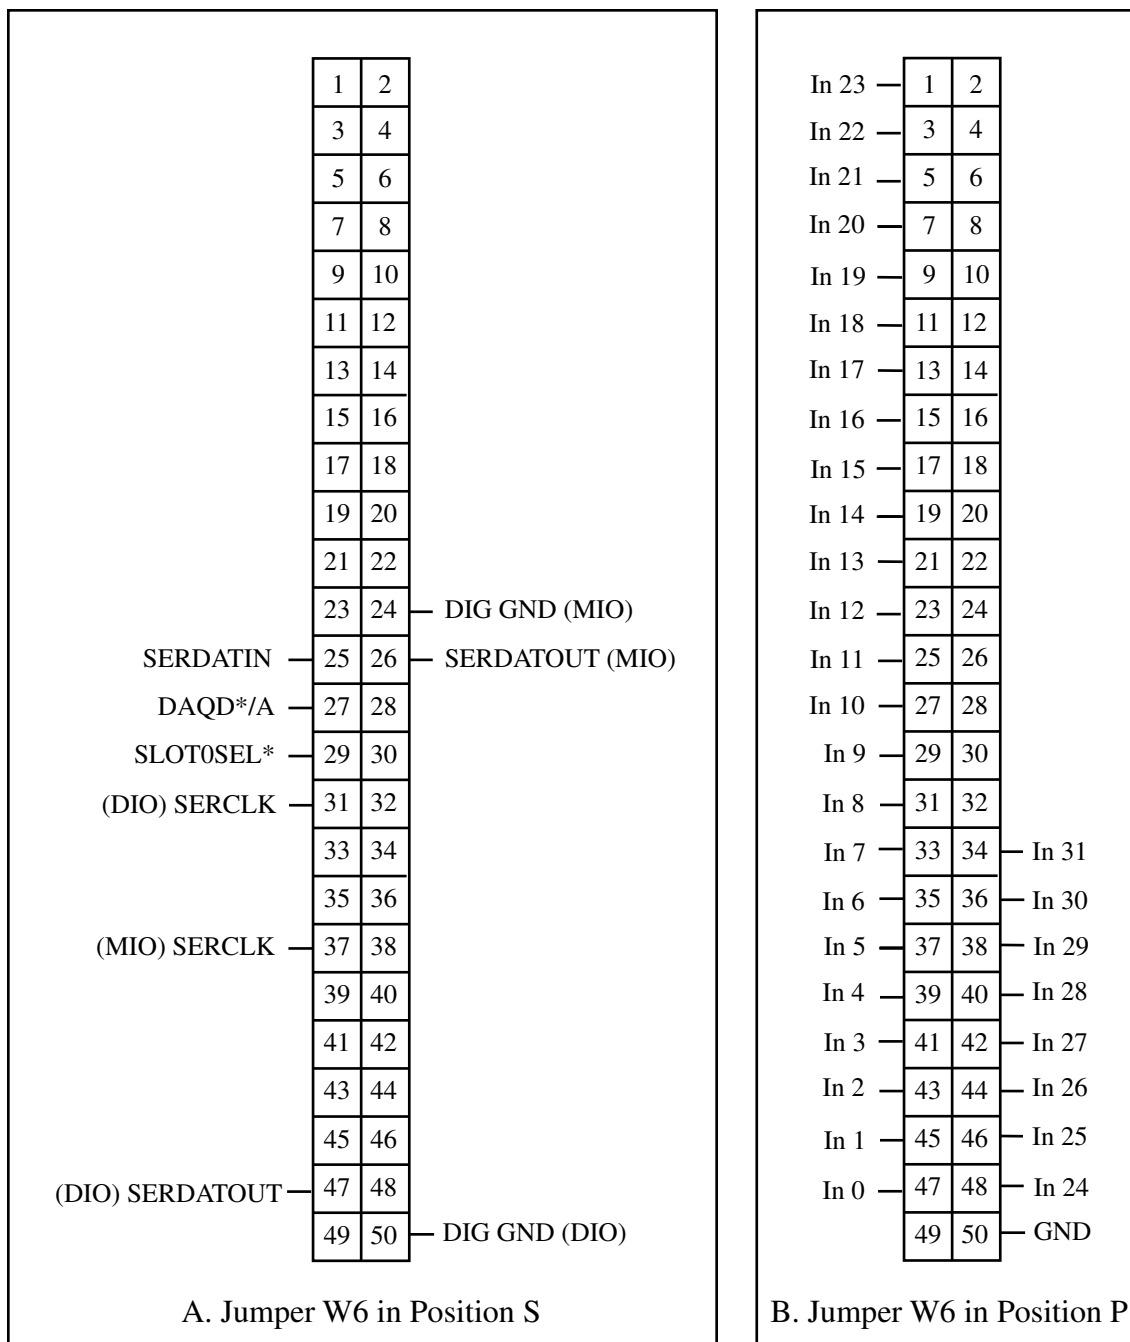 1 2
3 4
5 6
7 8
9 10
11 12
13 14
15 16
17 18
19 20
21 22
23 24 DIG GND (MIO)
SERDATIN 25 26 SERDATOUT (MIO)
DAQD*/A 27 28
SLOT0SEL* 29 30
(DIO) SERCLK 31 32
33 34
35 36
(MIO) SERCLK 37 38
39 40
41 42
43 44
45 46
(DIO) SERDATOUT 47 48
49 50 DIG GND (DIO)
A. Jumper W6 in Position S
In 23 1 2
In 22 3 4
In 21 5 6
In 20 7 8
In 19 9 10
In 18 11 12
In 17 13 14
In 16 15 16
In 15 17 18
In 14 19 20
In 13 21 22
In 12 23 24
In 11 25 26
In 10 27 28
In 9 29 30
In 8 31 32
In 7 33 34 In 31
In 6 35 36 In 30
In 5 37 38 In 29
In 4 39 40 In 28
In 3 41 42 In 27
In 2 43 44 In 26
In 1 45 46 In 25
In 0 47 48 In 24
49 50 GND
B. Jumper W6 in Position P